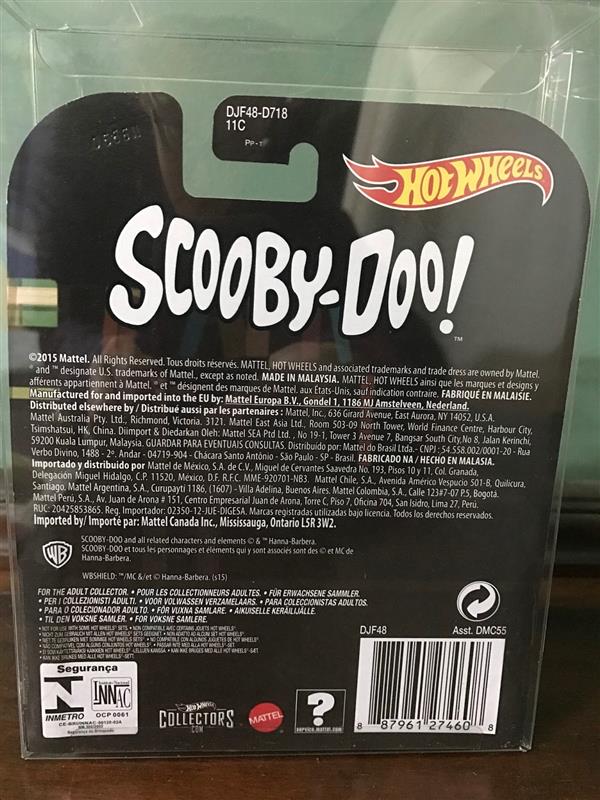 DJF48-D718
11C
HOT WHEELS
SCOOBY-DOO!
™
©2015 Mattel. All Rights Reserved. Tous droits réservés. MATTEL, HOT WHEELS and associated trademarks and trade dress are owned by Mattel.
® and ™ designate U.S. trademarks of Mattel, except as noted. MADE IN MALAYSIA. MATTEL, HOT WHEELS ainsi que les marques et designs y
afférents appartiennent à Mattel. ® et ™ désignent des marques de Mattel, aux États-Unis, sauf indication contraire. FABRIQUÉ EN MALAISIE.
Manufactured for and imported into the EU by: Mattel Europa B.V., Gondel 1, 1186 MJ Amstelveen, Nederland.
Distributed elsewhere by / Distribué aussi par les partenaires : Mattel, Inc., 636 Girard Avenue, East Aurora, NY 14052, U.S.A.
Mattel Australia Pty. Ltd., Richmond, Victoria. 3121. Mattel East Asia Ltd., Room 503-09 North Tower, World Finance Centre, Harbour City,
Tsimshatsui, HK, China. Diimport & Diedarkan Oleh: Mattel SEA Ptd Ltd., No 19-1, Tower 3 Avenue 7, Bangsar South City, No 8, Jalan Kerinchi,
59200 Kuala Lumpur, Malaysia. GUARDAR PARA EVENTUAIS CONSULTAS. Distribuído por: Mattel do Brasil Ltda.- CNPJ : 54.558.002/0001-20 - Rua
Verbo Divino, 1488 - 2º. Andar - 04719-904 - Chácara Santo Antônio - São Paulo - SP - Brasil. FABRICADO NA / HECHO EN MALASIA.
Importado y distribuido por Mattel de México, S.A. de C.V., Miguel de Cervantes Saavedra No. 193, Pisos 10 y 11, Col. Granada,
Delegación Miguel Hidalgo, C.P. 11520, México, D.F. R.F.C. MME-920701-NB3. Mattel Chile, S.A., Avenida Américo Vespucio 501-B, Quilicura,
Santiago. Mattel Argentina, S.A., Curupaytí 1186, (1607) - Villa Adelina, Buenos Aires. Mattel Colombia, S.A., Calle 123#7-07 P.5, Bogotá.
Mattel Perú, S.A., Av. Juan de Arona # 151, Centro Empresarial Juan de Arona, Torre C, Piso 7, Oficina 704, San Isidro, Lima 27, Perú.
RUC: 20425853865. Reg. Importador: 02350-12-JUE-DIGESA. Marcas registradas utilizadas bajo licencia. Todos los derechos reservados.
Imported by/ Importé par: Mattel Canada Inc., Mississauga, Ontario L5R 3W2.
WB
SCOOBY-DOO and all related characters and elements © & ™ Hanna-Barbera.
SCOOBY-DOO et tous les personnages et éléments qui y sont associés sont des © et MC de
Hanna-Barbera.
WBSHIELD: ™/MC &/et © Hanna-Barbera. (s15)
FOR THE ADULT COLLECTOR. • POUR LES COLLECTIONNEURS ADULTES. • FÜR ERWACHSENE SAMMLER.
• PER I COLLEZIONISTI ADULTI. • VOOR VOLWASSEN VERZAMELAARS. • PARA COLECCIONISTAS ADULTOS.
• PARA O COLECIONADOR ADULTO. • FÖR VUXNA SAMLARE. • AIKUISELLE KERÄILIJÄLLE.
• TIL DEN VOKSNE SAMLER. • FOR VOKSNE SAMLERE.
DJF48
Asst. DMC55
Segurança
N
INNAC
INMETRO
OCP 0061
HOT WHEELS
COLLECTORS
.COM
MATTEL
?
service.mattel.com
8 87961 27460 8